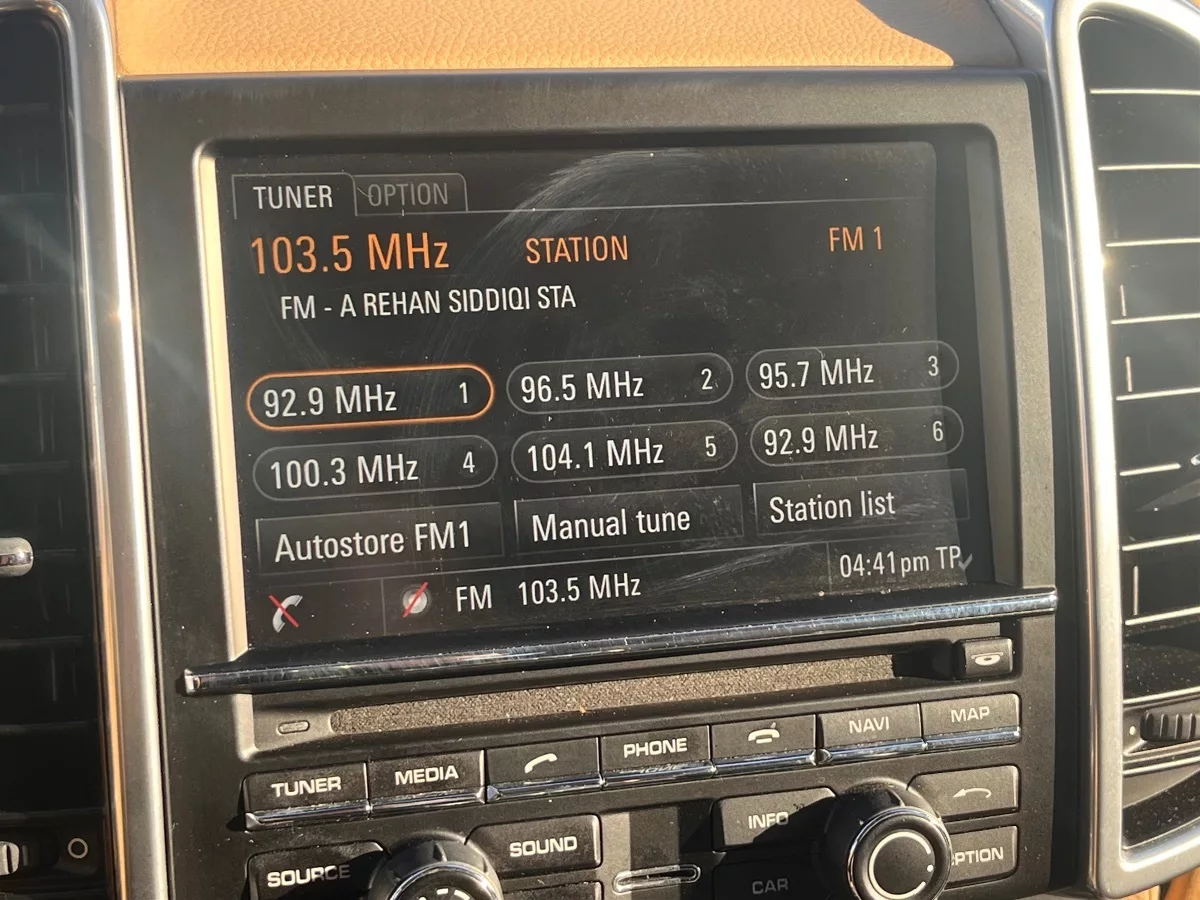 TUNER OPTION
103.5 MHz STATION FM 1
FM - A REHAN SIDDIQI STA
92.9 MHz 1 96.5 MHz 2 95.7 MHz 3
100.3 MHz 4 104.1 MHz 5 92.9 MHz 6
Autostore FM1 Manual tune Station list
FM 103.5 MHz 04:41pm TP
TUNER MEDIA PHONE NAVI MAP
SOURCE SOUND INFO
CAR PTION